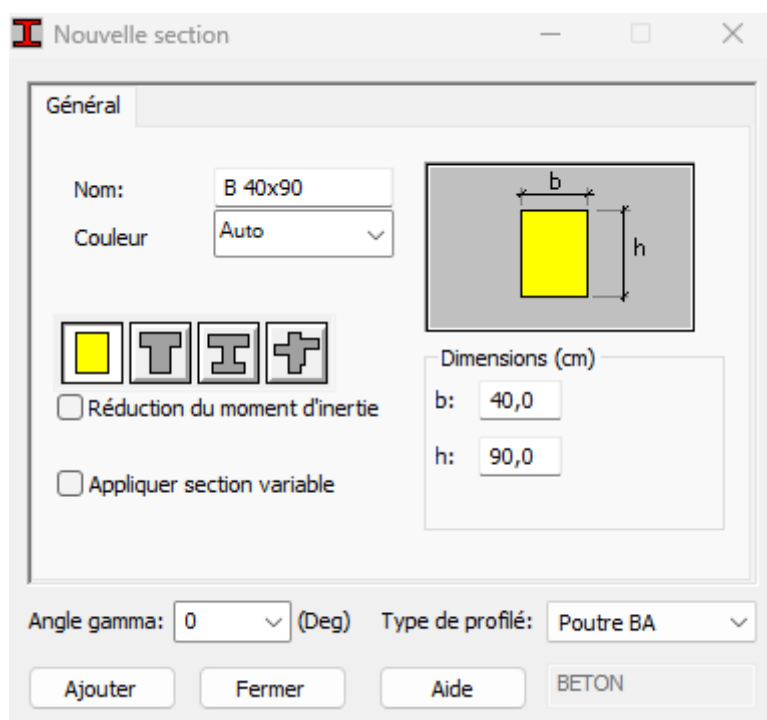 Nouvelle section
Général
Nom: B 40x90
Couleur Auto
b
h
Dimensions (cm)
b: 40,0
h: 90,0
Réduction du moment d'inertie
Appliquer section variable
Angle gamma: 0 (Deg) Type de profilé: Poutre BA
Ajouter Fermer Aide BETON